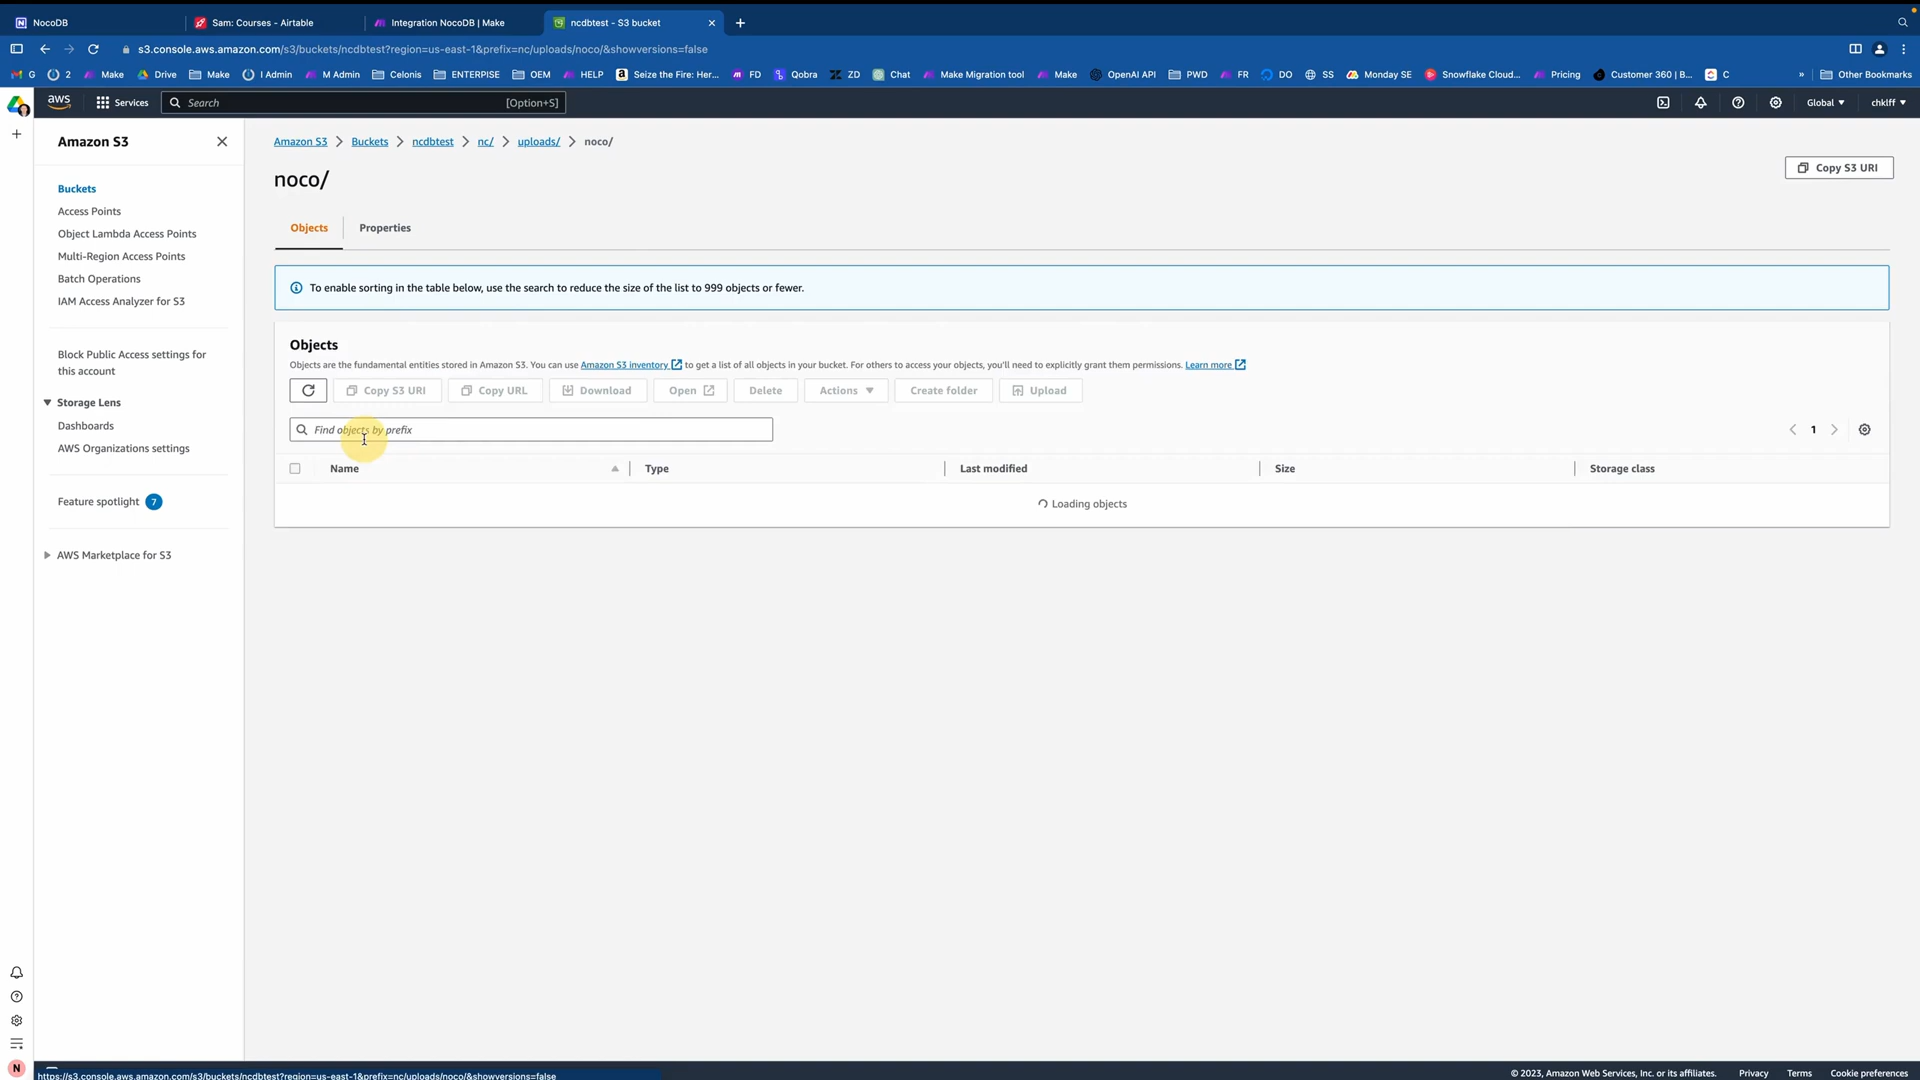 NocoDB
Sam: Courses - Airtable
Integration NocoDB | Make
ncdbtest - S3 bucket
s3.console.aws.amazon.com/s3/buckets/ncdbtest?region=us-east-1&prefix=nc/uploads/noco/&showversions=false
G 2 Make Drive Make I Admin M Admin Celonis ENTERPISE OEM HELP Seize the Fire: Her... FD Qobra ZD Chat Make Migration tool Make OpenAI API PWD FR DO SS Monday SE Snowflake Cloud... Pricing Customer 360 | B... C » Other Bookmarks
aws Services Search [Option+S] Global chklff
Amazon S3
Buckets
Access Points
Object Lambda Access Points
Multi-Region Access Points
Batch Operations
IAM Access Analyzer for S3
Block Public Access settings for
this account
Storage Lens
Dashboards
AWS Organizations settings
Feature spotlight 7
AWS Marketplace for S3
N
Amazon S3 > Buckets > ncdbtest > nc/ > uploads/ > noco/
noco/
Copy S3 URI
Objects Properties
To enable sorting in the table below, use the search to reduce the size of the list to 999 objects or fewer.
Objects
Objects are the fundamental entities stored in Amazon S3. You can use Amazon S3 inventory to get a list of all objects in your bucket. For others to access your objects, you'll need to explicitly grant them permissions. Learn more
Copy S3 URI Copy URL Download Open Delete Actions Create folder Upload
Find objects by prefix
1
Name Type Last modified Size Storage class
Loading objects
https://s3.console.aws.amazon.com/s3/buckets/ncdbtest?region=us-east-1&prefix=nc/uploads/noco/&showversions=false
© 2023, Amazon Web Services, Inc. or its affiliates. Privacy Terms Cookie preferences